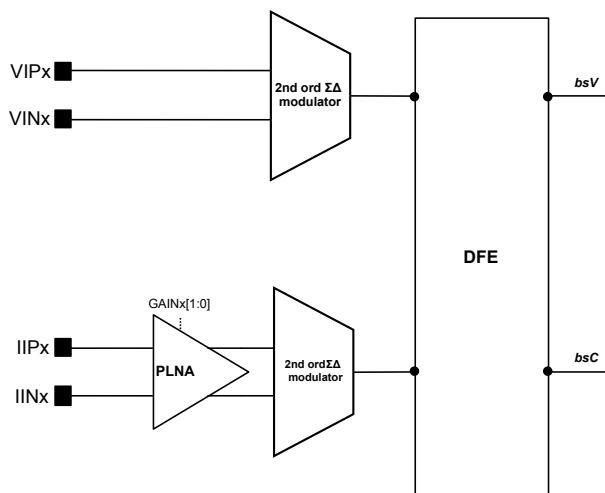 VIPx
VINx
2nd ord ΣΔ
modulator
bsV
DFE
GAINx[1:0]
IIPx
IINx
PLNA
2nd ordΣΔ
modulator
bsC